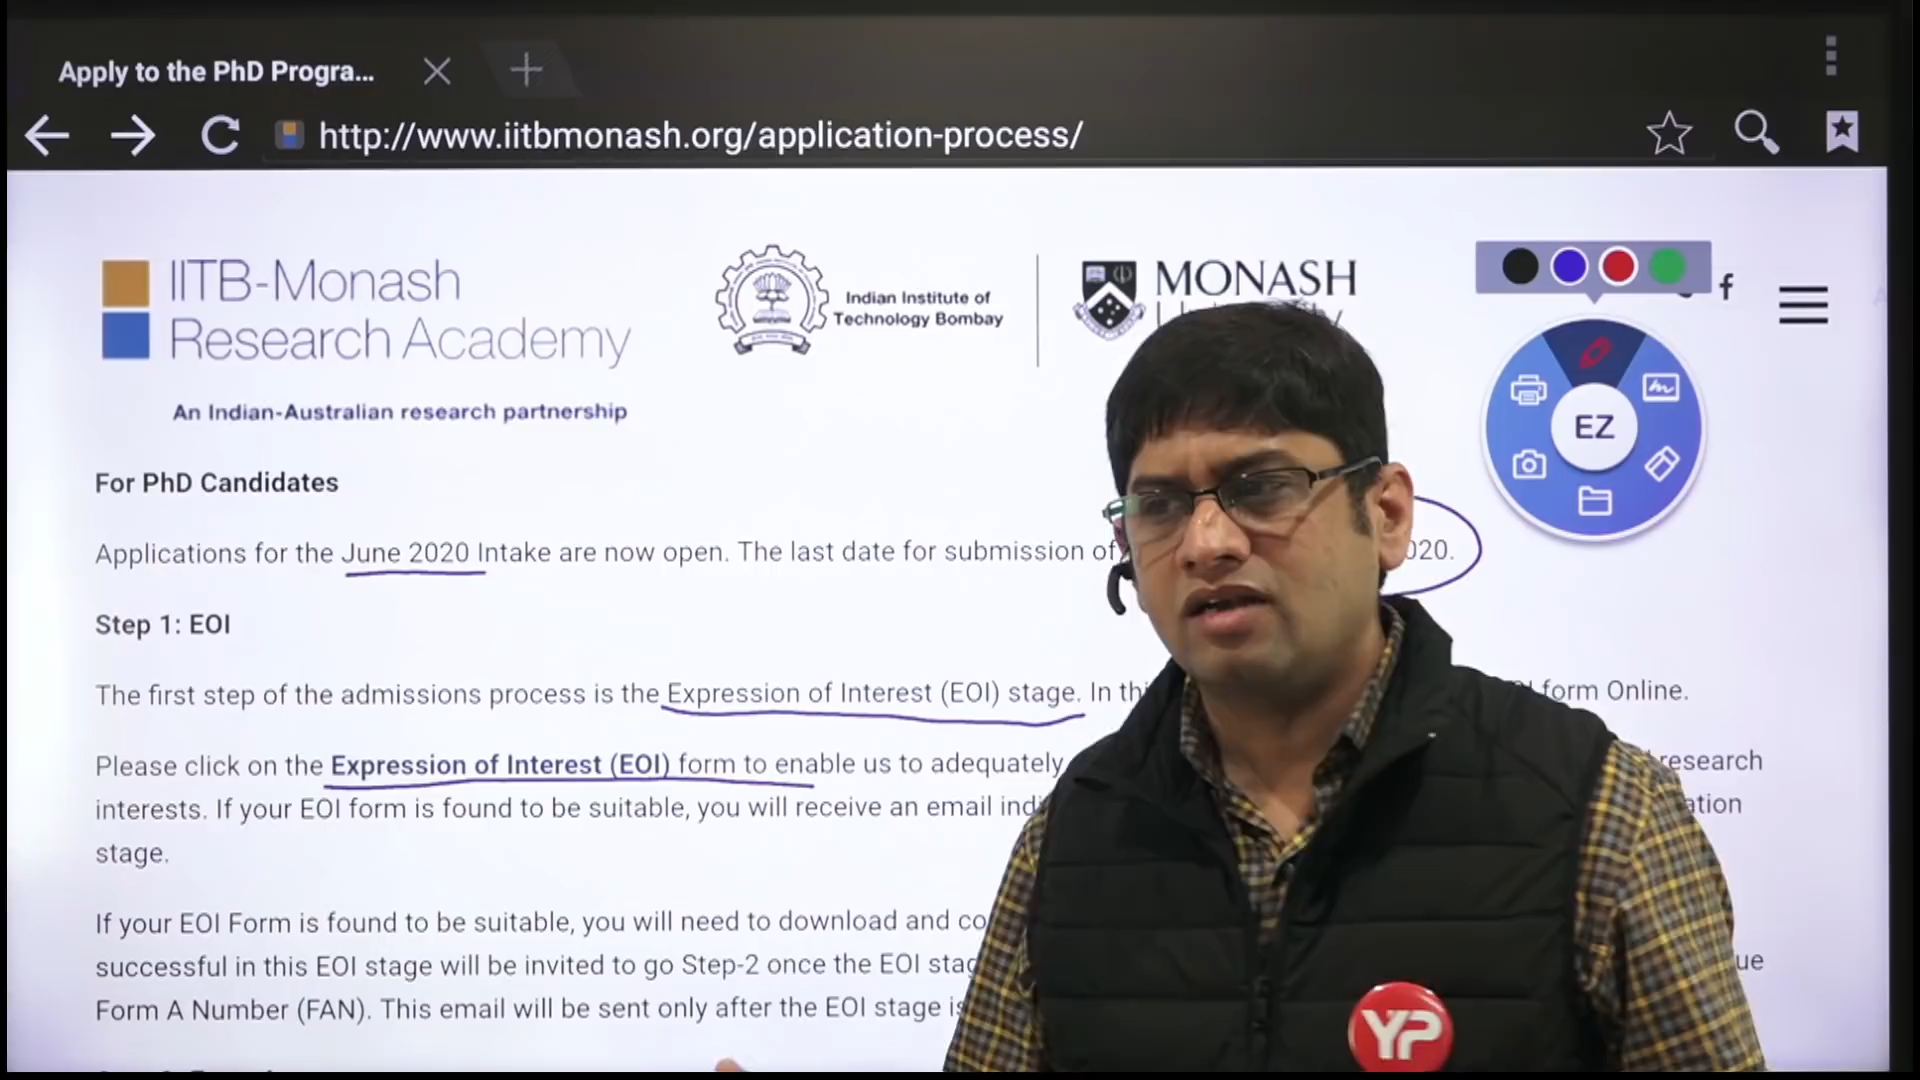 Apply to the PhD Progra...
http://www.iitbmonash.org/application-process/
IITB-Monash
Research Academy
An Indian-Australian research partnership
Indian Institute of
Technology Bombay
MONASH
f
EZ
For PhD Candidates
Applications for the June 2020 Intake are now open. The last date for submission of 020.
Step 1: EOI
The first step of the admissions process is the Expression of Interest (EOI) stage. In form Online.
Please click on the Expression of Interest (EOI) form to enable us to adequately research
interests. If your EOI form is found to be suitable, you will receive an email
stage.
If your EOI Form is found to be suitable, you will need to download and
successful in this EOI stage will be invited to go Step-2 once the EOI
Form A Number (FAN). This email will be sent only after the EOI stage
YP